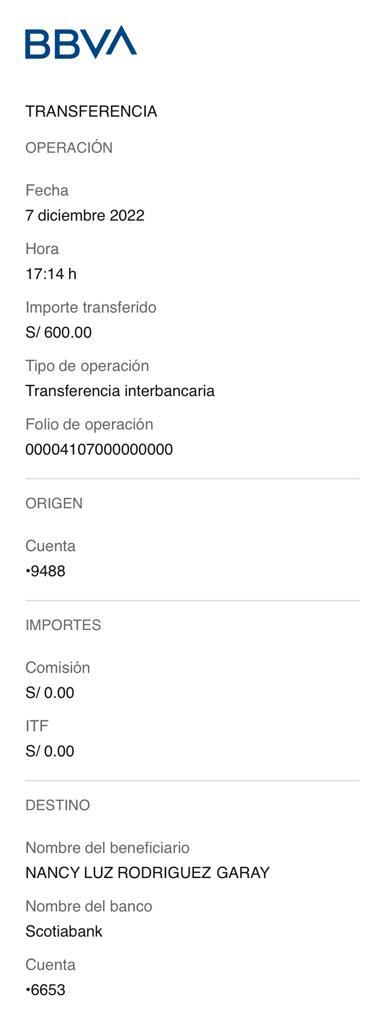 BBVA
TRANSFERENCIA
OPERACIÓN
Fecha
7 diciembre 2022
Hora
17:14 h
Importe transferido
S/ 600.00
Tipo de operación
Transferencia interbancaria
Folio de operación
00004107000000000
ORIGEN
Cuenta
•9488
IMPORTES
Comisión
S/ 0.00
ITF
S/ 0.00
DESTINO
Nombre del beneficiario
NANCY LUZ RODRIGUEZ GARAY
Nombre del banco
Scotiabank
Cuenta
•6653